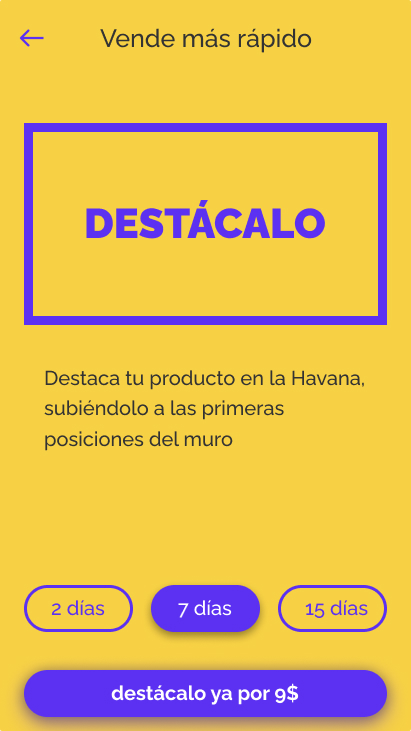 Vende más rápido
DESTÁCALO
Destaca tu producto en la Havana,
subiéndolo a las primeras
posiciones del muro
2 días
7 días
15 días
destácalo ya por 9$